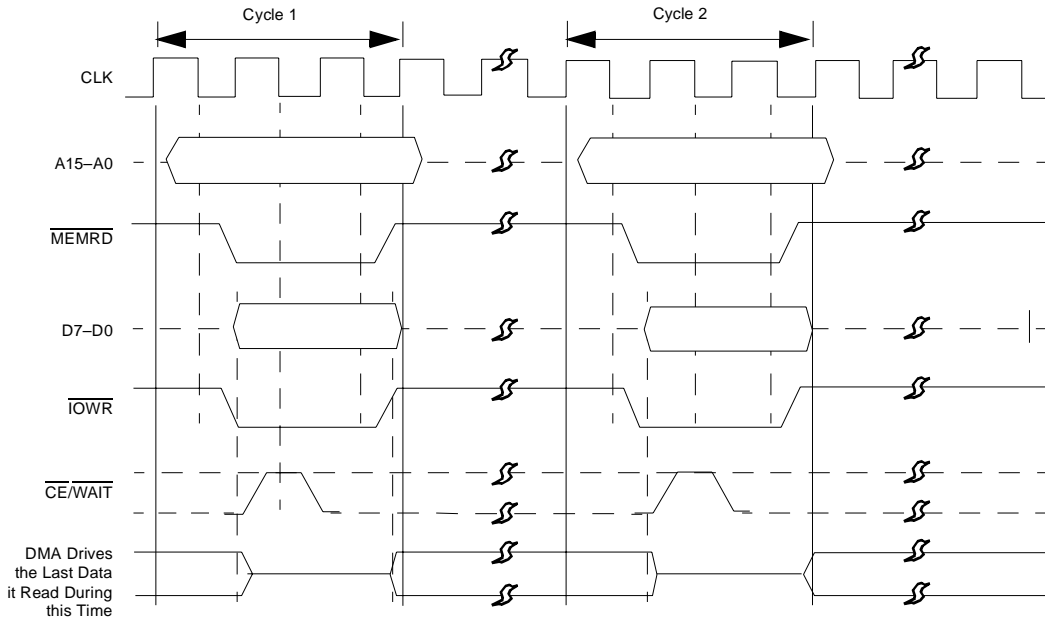 Cycle 1
Cycle 2
CLK
A15–A0
MEMRD
D7–D0
IOWR
CE/WAIT
DMA Drives
the Last Data
it Read During
this Time